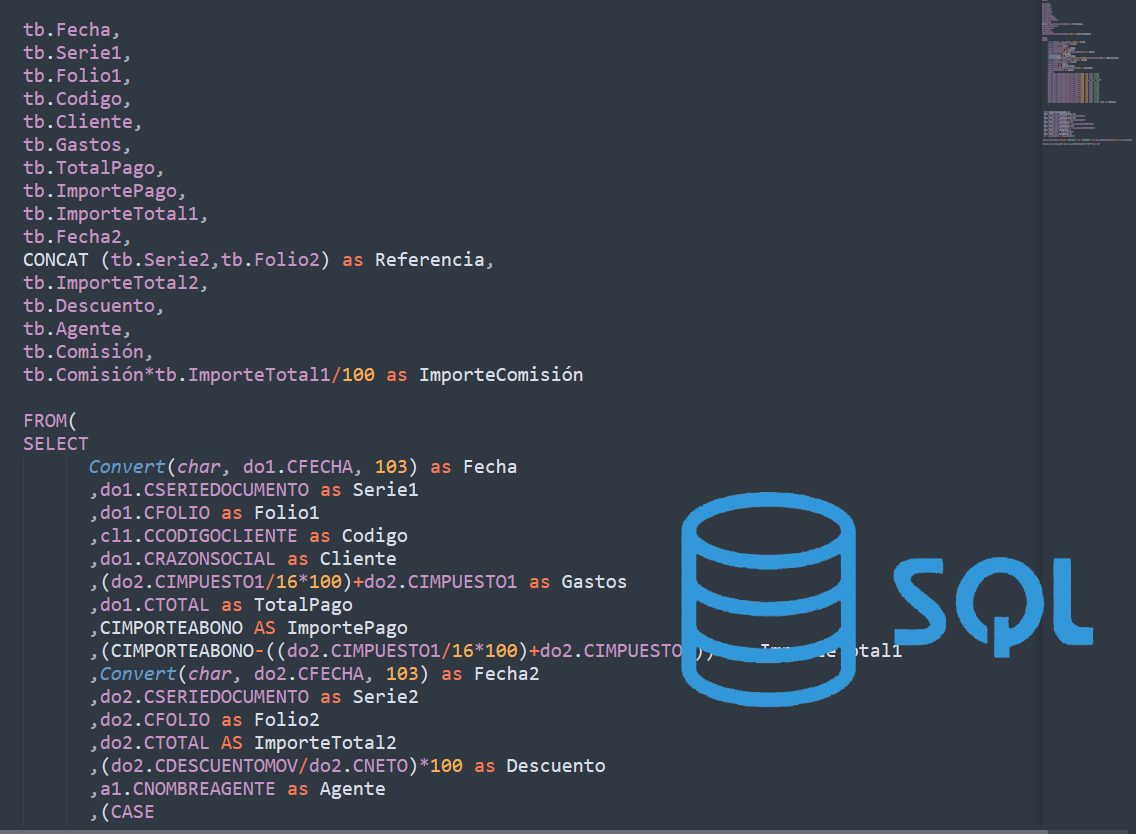 tb.Fecha,
tb.Serie1,
tb.Folio1,
tb.Codigo,
tb.Cliente,
tb.Gastos,
tb.TotalPago,
tb.ImportePago,
tb.ImporteTotal1,
tb.Fecha2,
CONCAT (tb.Serie2,tb.Folio2) as Referencia,
tb.ImporteTotal2,
tb.Descuento,
tb.Agente,
tb.Comisión,
tb.Comisión*tb.ImporteTotal1/100 as ImporteComisión
FROM(
SELECT
Convert(char, do1.CFECHA, 103) as Fecha
,do1.CSERIEDOCUMENTO as Serie1
,do1.CFOLIO as Folio1
,cl1.CCODIGOCLIENTE as Codigo
,do1.CRAZONSOCIAL as Cliente
,(do2.CIMPUESTO1/16*100)+do2.CIMPUESTO1 as Gastos
,do1.CTOTAL as TotalPago
,CIMPORTEABONO AS ImportePago
,(CIMPORTEABONO-((do2.CIMPUESTO1/16*100)+do2.CIMPUESTO
,Convert(char, do2.CFECHA, 103) as Fecha2
,do2.CSERIEDOCUMENTO as Serie2
,do2.CFOLIO as Folio2
,do2.CTOTAL AS ImporteTotal2
,(do2.CDESCUENTOMOV/do2.CNETO)*100 as Descuento
,a1.CNOMBREAGENTE as Agente
,(CASE
SQL